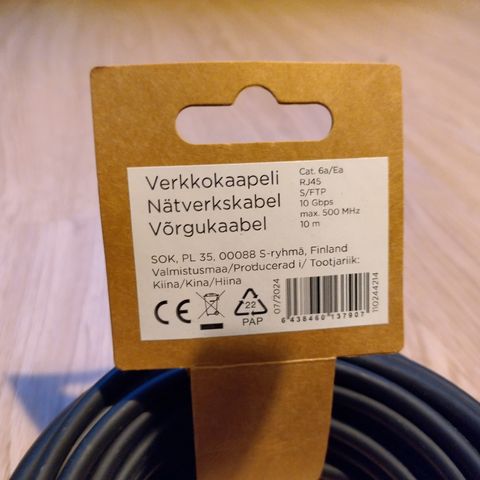 Verkkokaapeli
Nätverkskabel
Võrgukaabel
Cat. 6a/Ea
RJ45
S/FTP
10 Gbps
max. 500 MHz
10 m
SOK, PL 35, 00088 S-ryhmä, Finland
Valmistusmaa/Producerad i/ Tootjariik:
Kiina/Kina/Hiina
CE
22
PAP
07/2024
6 438460 137907
110244214